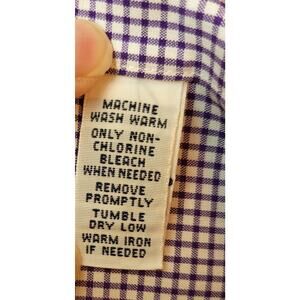 MACHINE
WASH WARM
ONLY NON-
CHLORINE
BLEACH
WHEN NEEDED
REMOVE
PROMPTLY
TUMBLE
DRY LOW
WARM IRON
IF NEEDED